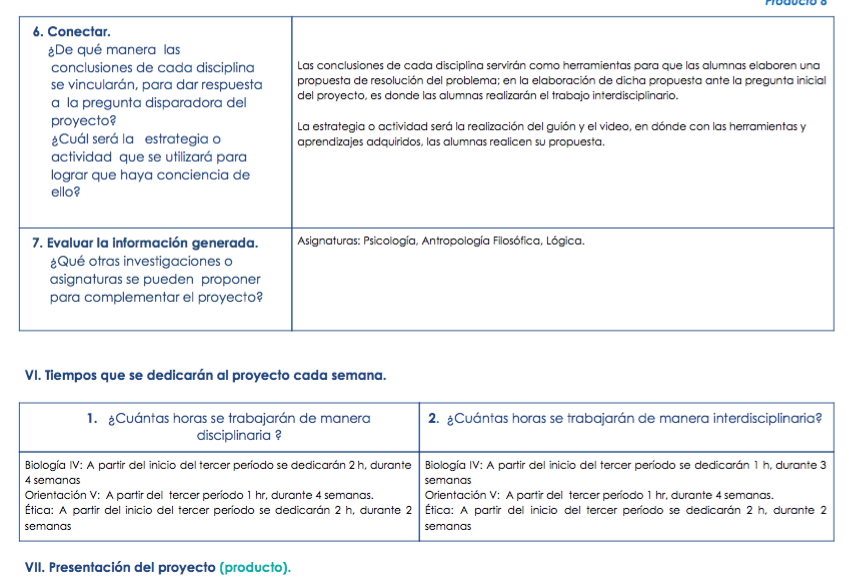 Producto 8
6. Conectar.
¿De qué manera las
conclusiones de cada disciplina
se vincularán, para dar respuesta
a la pregunta disparadora del
proyecto?
¿Cuál será la estrategia o
actividad que se utilizará para
lograr que haya conciencia de
ello?
Las conclusiones de cada disciplina servirán como herramientas para que las alumnas elaboren una
propuesta de resolución del problema; en la elaboración de dicha propuesta ante la pregunta inicial
del proyecto, es donde las alumnas realizarán el trabajo interdisciplinario.
La estrategia o actividad será la realización del guión y el video, en dónde con las herramientas y
aprendizajes adquiridos, las alumnas realicen su propuesta.
7. Evaluar la información generada.
¿Qué otras investigaciones o
asignaturas se pueden proponer
para complementar el proyecto?
Asignaturas: Psicología, Antropología Filosófica, Lógica.
VI. Tiempos que se dedicarán al proyecto cada semana.
1. ¿Cuántas horas se trabajarán de manera
disciplinaria ?
2. ¿Cuántas horas se trabajarán de manera interdisciplinaria?
Biología IV: A partir del inicio del tercer período se dedicarán 2 h, durante
4 semanas
Orientación V: A partir del tercer período 1 hr, durante 4 semanas.
Ética: A partir del inicio del tercer período se dedicarán 2 h, durante 2
semanas
Biología IV: A partir del inicio del tercer período se dedicarán 1 h, durante 3
semanas
Orientación V: A partir del tercer período 1 hr, durante 4 semanas.
Ética: A partir del inicio del tercer período se dedicarán 2 h, durante 2
semanas
VII. Presentación del proyecto (producto).